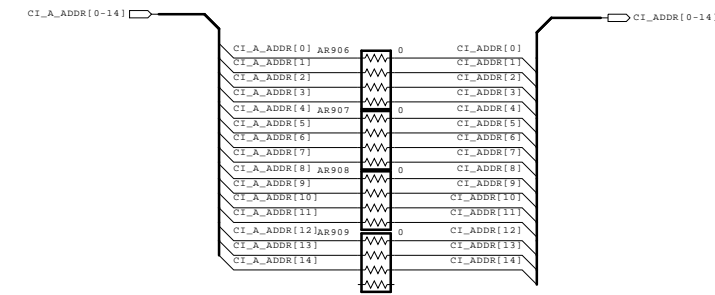 CI_A_ADDR[0-14] CI_ADDR[0-14]
CI_A_ADDR[0] AR906 0 CI_ADDR[0]
CI_A_ADDR[1] CI_ADDR[1]
CI_A_ADDR[2] CI_ADDR[2]
CI_A_ADDR[3] CI_ADDR[3]
CI_A_ADDR[4] AR907 0 CI_ADDR[4]
CI_A_ADDR[5] CI_ADDR[5]
CI_A_ADDR[6] CI_ADDR[6]
CI_A_ADDR[7] CI_ADDR[7]
CI_A_ADDR[8] AR908 0 CI_ADDR[8]
CI_A_ADDR[9] CI_ADDR[9]
CI_A_ADDR[10] CI_ADDR[10]
CI_A_ADDR[11] CI_ADDR[11]
CI_A_ADDR[12] AR909 0 CI_ADDR[12]
CI_A_ADDR[13] CI_ADDR[13]
CI_A_ADDR[14] CI_ADDR[14]